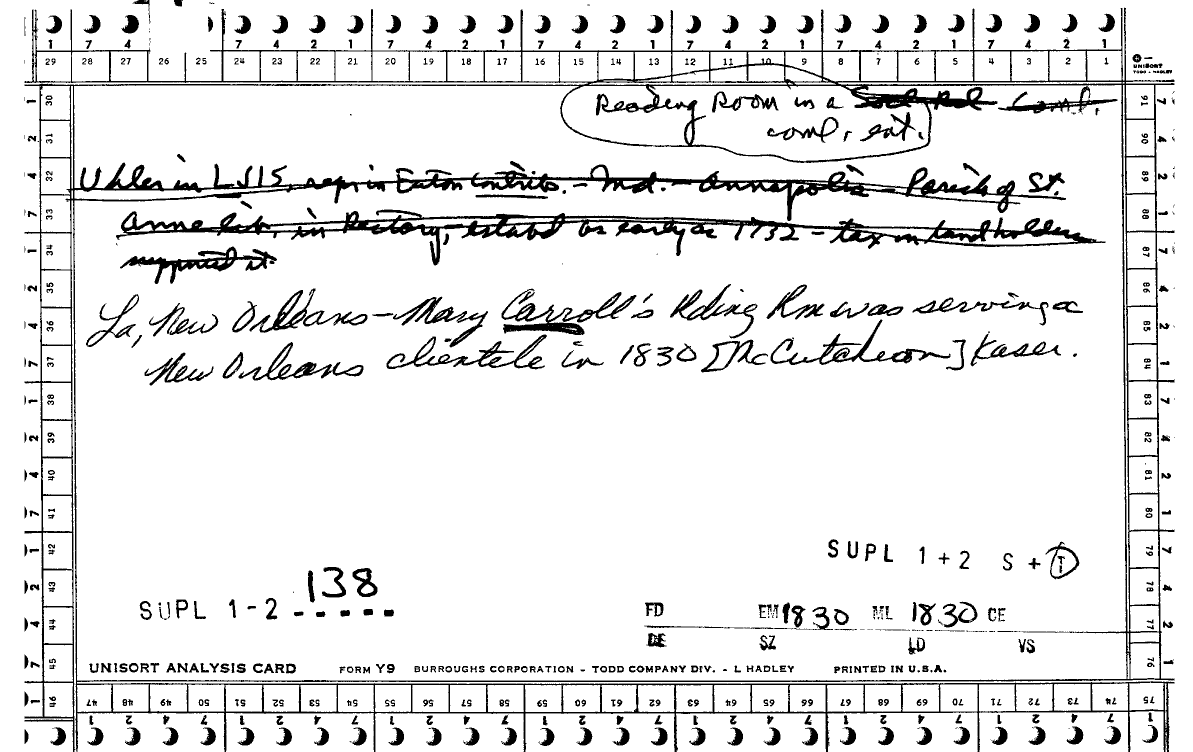 1 7 4 7 4 2 1 7 4 2 1 7 4 2 1 7 4 2 1 7 4 2 1 7 4 2 1
29 28 27 26 25 24 23 22 21 20 19 18 17 16 15 14 13 12 11 10 9 8 7 6 5 4 3 2 1
UNISORT
TODD - HADLEY
Reading Room in a Comd.
coml, ent.
Uhler in LJ15, repr in Eaton Contribs. - Md. - Annapolis - Parish of St.
Anne Lib, in Rectory, estabd as early as 1732 - tax on landholders
supported it.
La, New Orleans - Mary Carroll's Rding Rm was serving a
New Orleans clientele in 1830 [McCutcheon] Kaser.
30 31 32 33 34 35 36 37 38 39 40 41 42 43 44 45 46
91 90 89 88 87 86 85 84 83 82 81 80 79 78 77 76 75
SUPL 1+2 S + T
SUPL 1-2 138
FD EM 1830 ML 1830 CE
DE SZ LD VS
UNISORT ANALYSIS CARD FORM Y9 BURROUGHS CORPORATION - TODD COMPANY DIV. - L HADLEY PRINTED IN U.S.A.
47 48 49 50 51 52 53 54 55 56 57 58 59 60 61 62 63 64 65 66 67 68 69 70 71 72 73 74
1 2 4 7 1 2 4 7 1 2 4 7 1 2 4 7 1 2 4 7 1 2 4 7 1 2 4 7